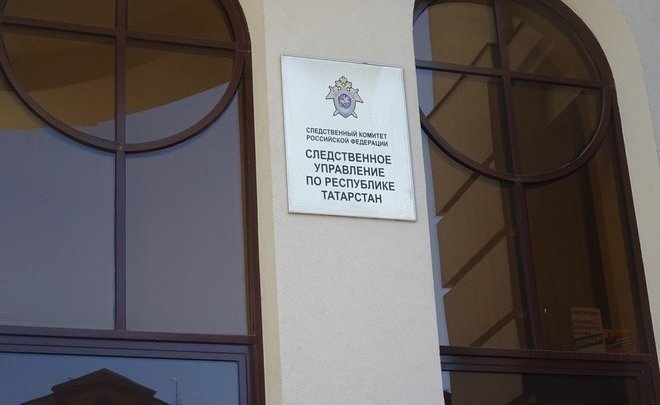 СЛЕДСТВЕННЫЙ КОМИТЕТ
РОССИЙСКОЙ ФЕДЕРАЦИИ
СЛЕДСТВЕННОЕ
УПРАВЛЕНИЕ
ПО РЕСПУБЛИКЕ
ТАТАРСТАН